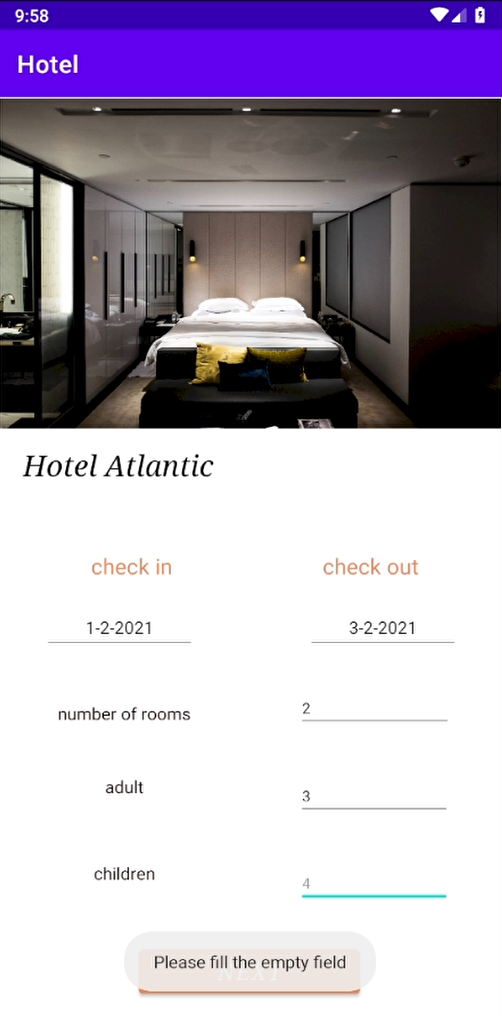 9:58
Hotel
Hotel Atlantic
check in
check out
1-2-2021
3-2-2021
number of rooms
2
adult
3
children
4
Please fill the empty field
NEXT